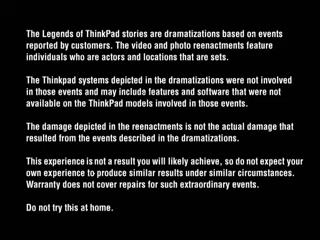 The Legends of ThinkPad stories are dramatizations based on events
reported by customers. The video and photo reenactments feature
individuals who are actors and locations that are sets.
The Thinkpad systems depicted in the dramatizations were not involved
in those events and may include features and software that were not
available on the ThinkPad models involved in those events.
The damage depicted in the reenactments is not the actual damage that
resulted from the events described in the dramatizations.
This experience is not a result you will likely achieve, so do not expect your
own experience to produce similar results under similar circumstances.
Warranty does not cover repairs for such extraordinary events.
Do not try this at home.